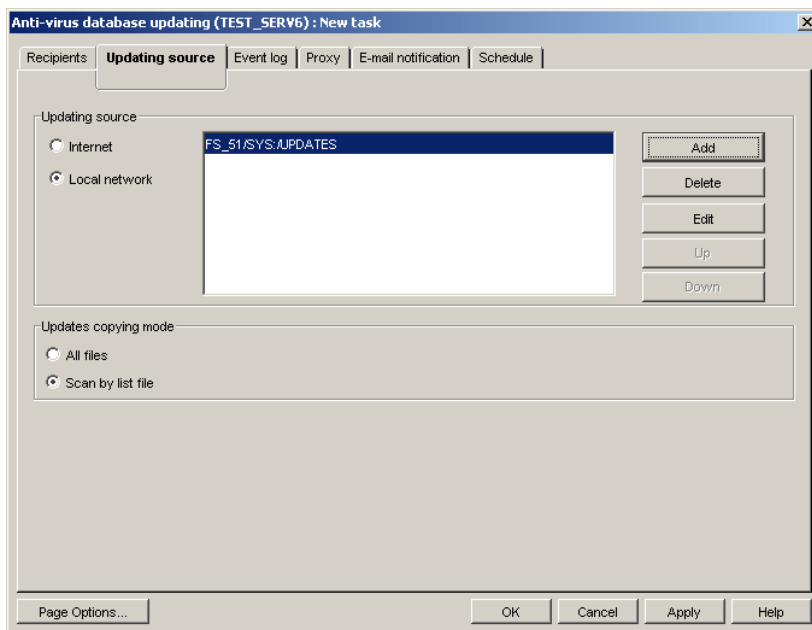 Anti-virus database updating (TEST_SERV6) : New task
Recipients Updating source Event log Proxy E-mail notification Schedule
Updating source
Internet
Local network
FS_51/SYS:/UPDATES
Add
Delete
Edit
Up
Down
Updates copying mode
All files
Scan by list file
Page Options... OK Cancel Apply Help